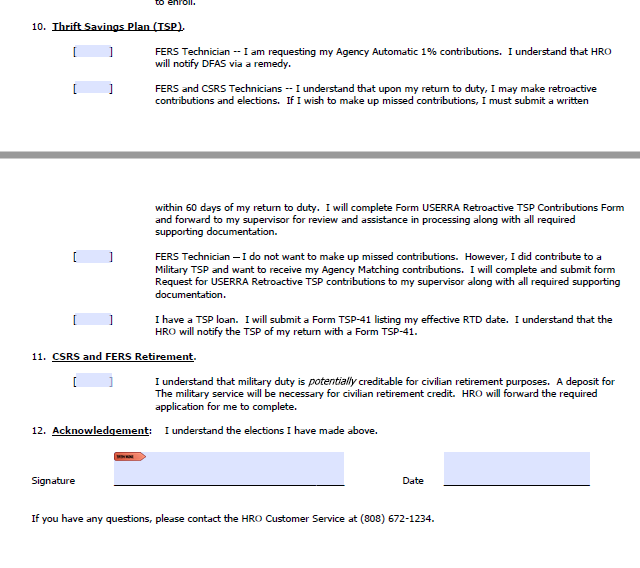 to enroll.
10. Thrift Savings Plan (TSP).
[ ] FERS Technician -- I am requesting my Agency Automatic 1% contributions. I understand that HRO
will notify DFAS via a remedy.
[ ] FERS and CSRS Technicians -- I understand that upon my return to duty, I may make retroactive
contributions and elections. If I wish to make up missed contributions, I must submit a written
within 60 days of my return to duty. I will complete Form USERRA Retroactive TSP Contributions Form
and forward to my supervisor for review and assistance in processing along with all required
supporting documentation.
[ ] FERS Technician – I do not want to make up missed contributions. However, I did contribute to a
Military TSP and want to receive my Agency Matching contributions. I will complete and submit form
Request for USERRA Retroactive TSP contributions to my supervisor along with all required supporting
documentation.
[ ] I have a TSP loan. I will submit a Form TSP-41 listing my effective RTD date. I understand that the
HRO will notify the TSP of my return with a Form TSP-41.
11. CSRS and FERS Retirement.
[ ] I understand that military duty is potentially creditable for civilian retirement purposes. A deposit for
The military service will be necessary for civilian retirement credit. HRO will forward the required
application for me to complete.
12. Acknowledgement: I understand the elections I have made above.
Signature Date
If you have any questions, please contact the HRO Customer Service at (808) 672-1234.